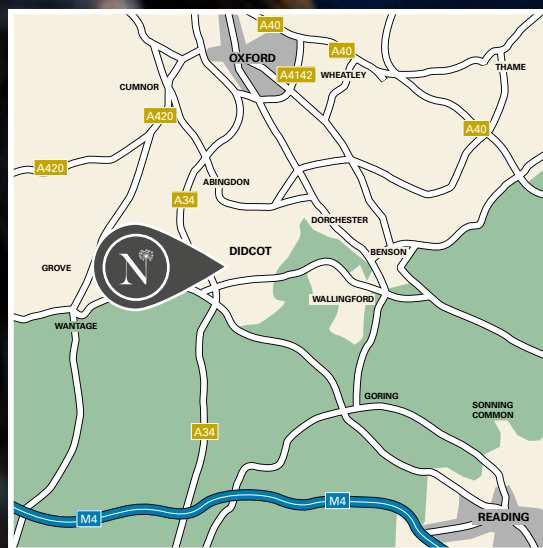 A40
OXFORD
A40
A4142
WHEATLEY
THAME
CUMNOR
A420
A40
A420
ABINGDON
A34
DORCHESTER
DIDCOT
BENSON
N
GROVE
WALLINGFORD
WANTAGE
GORING
SONNING
COMMON
A34
M4
M4
READING